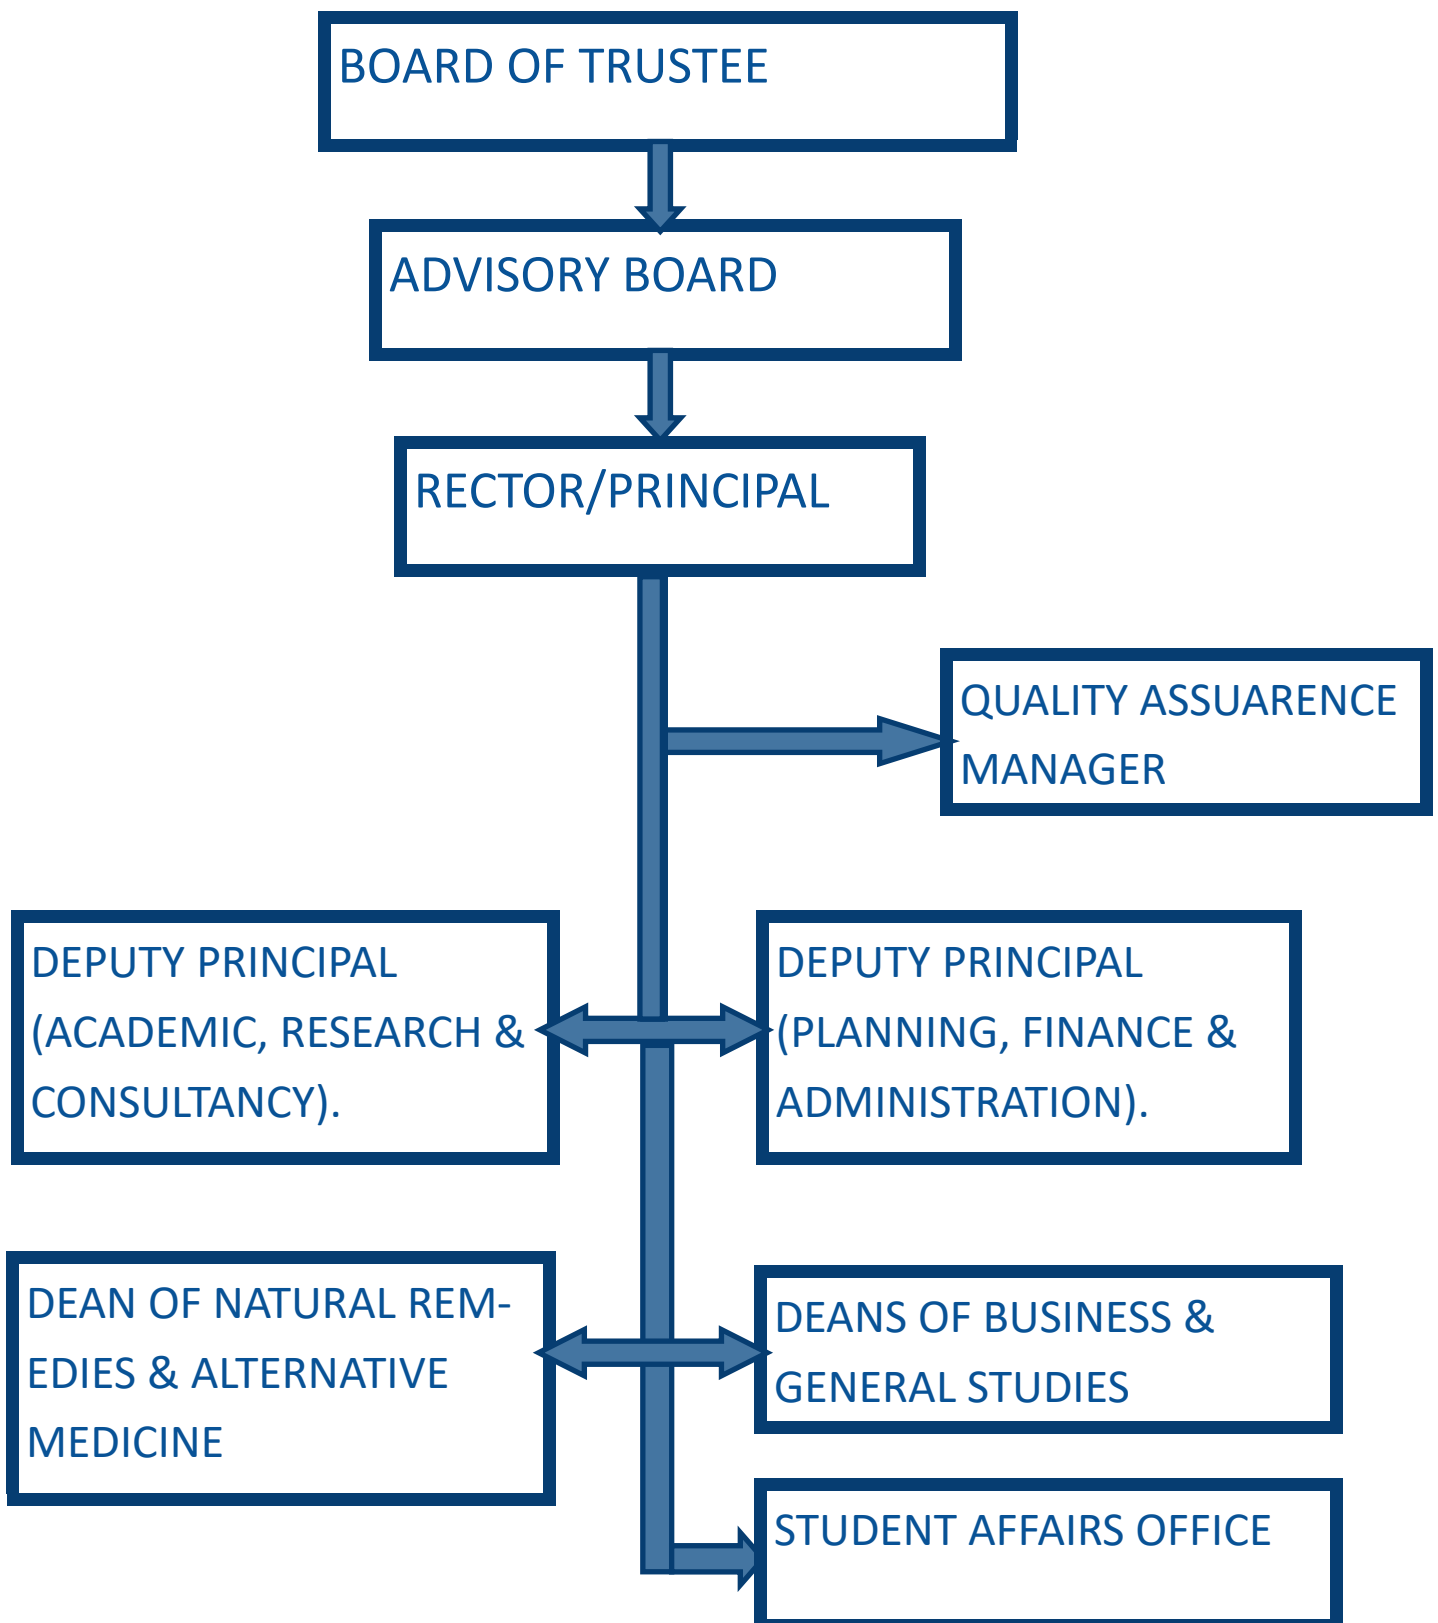 BOARD OF TRUSTEE
ADVISORY BOARD
RECTOR/PRINCIPAL
QUALITY ASSUARENCE
MANAGER
DEPUTY PRINCIPAL
(ACADEMIC, RESEARCH &
CONSULTANCY).
DEPUTY PRINCIPAL
(PLANNING, FINANCE &
ADMINISTRATION).
DEAN OF NATURAL REM-
EDIES & ALTERNATIVE
MEDICINE
DEANS OF BUSINESS &
GENERAL STUDIES
STUDENT AFFAIRS OFFICE